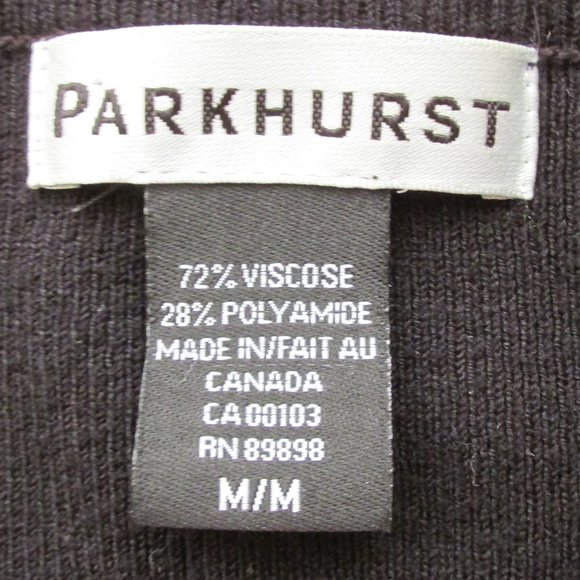 PARKHURST
72% VISCOSE
28% POLYAMIDE
MADE IN/FAIT AU
CANADA
CA 00103
RN 89898
M/M